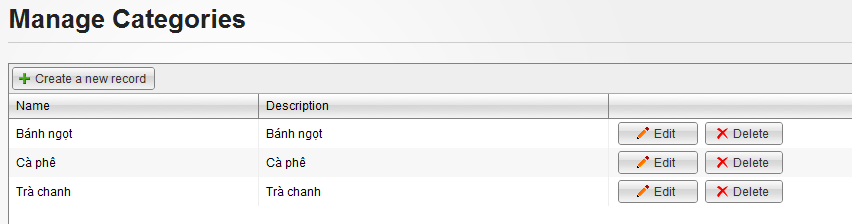 Manage Categories
Create a new record
Name Description
Bánh ngọt Bánh ngọt Edit Delete
Cà phê Cà phê Edit Delete
Trà chanh Trà chanh Edit Delete